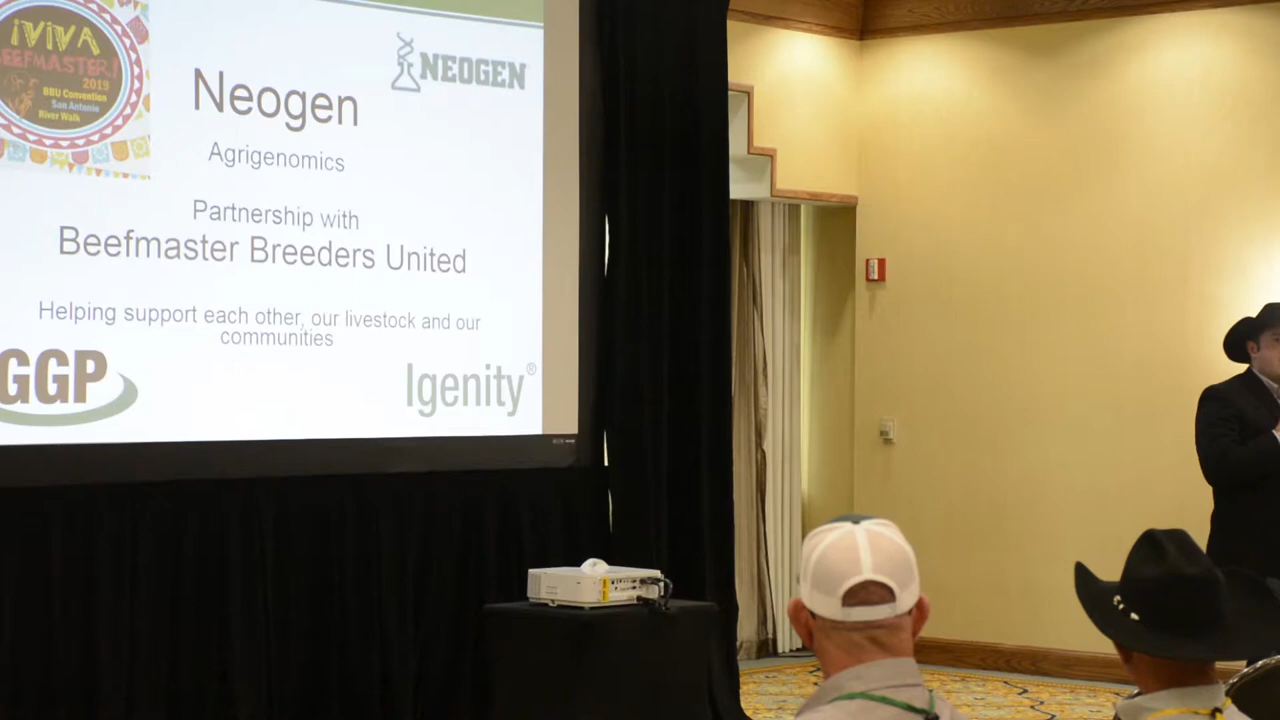 ¡VIVA
BEEFMASTER!
2019
BBU Convention
San Antonio
River Walk
NEOGEN
Neogen
Agrigenomics
Partnership with
Beefmaster Breeders United
Helping support each other, our livestock and our
communities
GGP
Igenity®